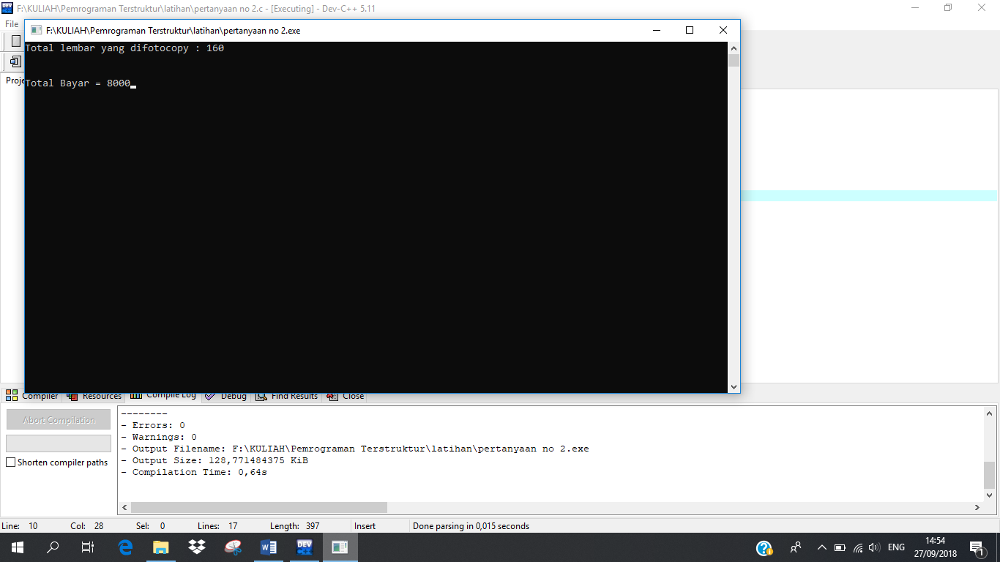 F:\KULIAH\Pemrograman Terstruktur\latihan\pertanyaan no 2.c - [Executing] - Dev-C++ 5.11
File
F:\KULIAH\Pemrograman Terstruktur\latihan\pertanyaan no 2.exe
Total lembar yang difotocopy : 160
Total Bayar = 8000
Compiler Resources Compile Log Debug Find Results Close
Abort Compilation
Shorten compiler paths
--------
- Errors: 0
- Warnings: 0
- Output Filename: F:\KULIAH\Pemrograman Terstruktur\latihan\pertanyaan no 2.exe
- Output Size: 128,771484375 KiB
- Compilation Time: 0,64s
Line: 10 Col: 28 Sel: 0 Lines: 17 Length: 397 Insert Done parsing in 0,015 seconds
DEV
ENG
14:54
27/09/2018
1